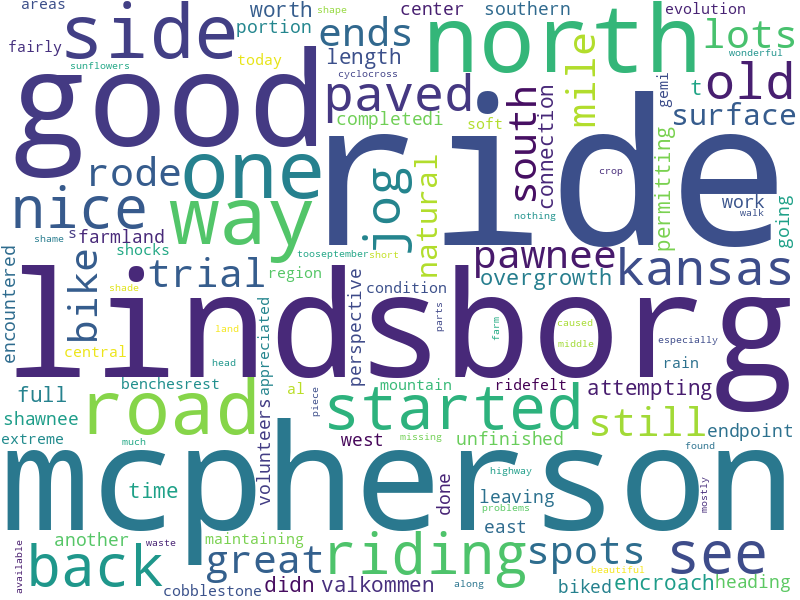 areas
worth
center
southern
evolution
side
portion
ends
north
lots
fairly
shape
sunflowers
today
length
wonderful
cyclocross
good
paved
mile
old
gemi
t
completedi
soft
south
connection
surface
ride
rode
one
nice
way
jog
natural
crop
permitting
work
walk
going
nothing
s
farmland
shame
shocks
tooseptember
short
pawnee
kansas
encountered
bike
trial
region
overgrowth
perspective
condition
shade
lindsborg
central
land
appreciated
parts
farm
caused
middle
especially
head
rain
benchesrest
mountain
ridefelt
attempting
full
al
piece
road
started
still
shawnee
volunteers
endpoint
extreme
much
west
missing
unfinished
found
mcpherson
highway
time
done
leaving
mostly
problems
east
another
waste
maintaining
available
back
great
riding
spots
see
beautiful
cobblestone
didn
valkommen
along
biked
encroach
heading